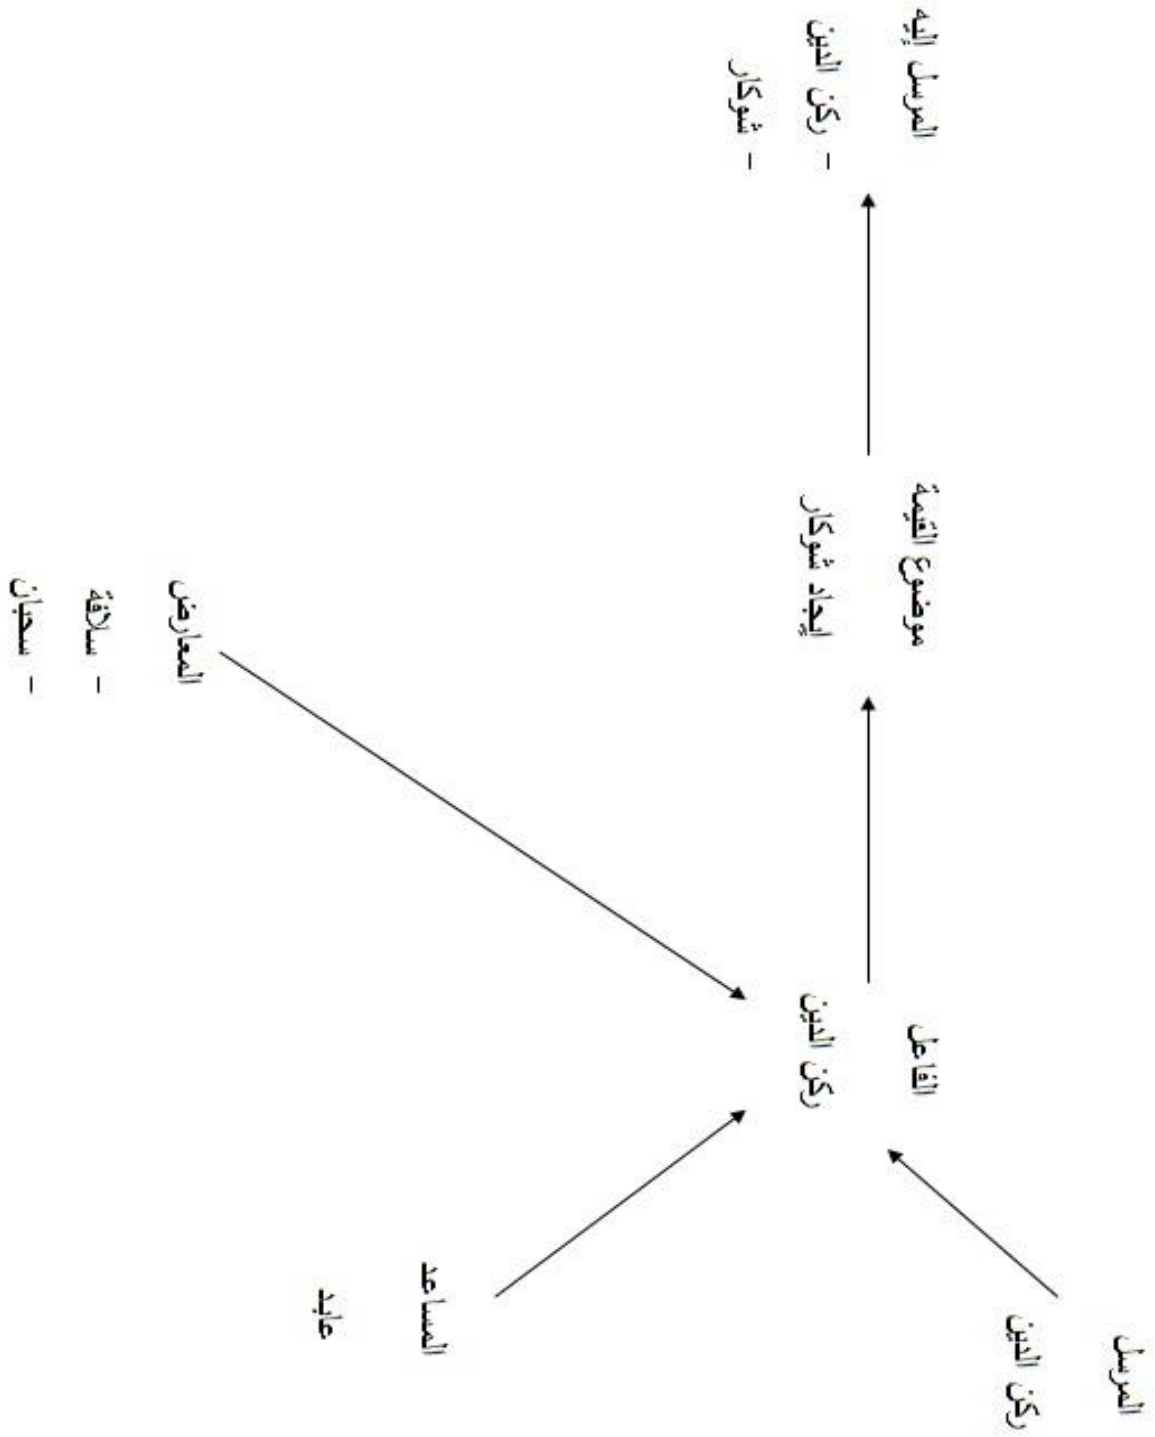 المرسل
ركن الدين
الفاعل
ركن الدين
موضوع القيمة
إيجاد شوكار
المرسل إليه
- ركن الدين
- شوكار
المساعد
عابد
المعارض
- سلافة
- سحبان